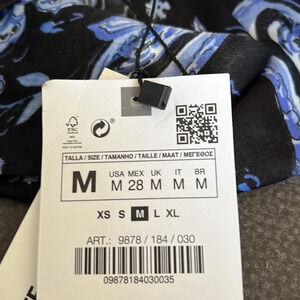 FSC
TALLA / SIZE / TAMANHO / TAILLE / MAAT / ΜΕΓΕΘΟΣ
M
USA MEX UK IT BR
M 28 M M M
XS S M L XL
ART.: 9878 / 184 / 030
09878184030035